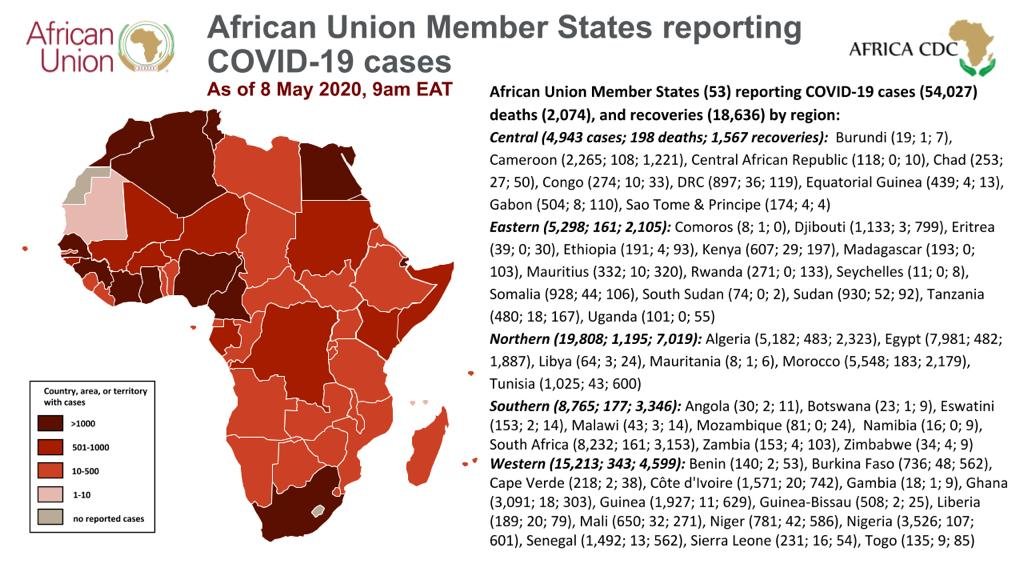 African
Union
African Union Member States reporting
COVID-19 cases
As of 8 May 2020, 9am EAT
AFRICA CDC
African Union Member States (53) reporting COVID-19 cases (54,027)
deaths (2,074), and recoveries (18,636) by region:
Central (4,943 cases; 198 deaths; 1,567 recoveries): Burundi (19; 1; 7),
Cameroon (2,265; 108; 1,221), Central African Republic (118; 0; 10), Chad (253;
27; 50), Congo (274; 10; 33), DRC (897; 36; 119), Equatorial Guinea (439; 4; 13),
Gabon (504; 8; 110), Sao Tome & Principe (174; 4; 4)
Eastern (5,298; 161; 2,105): Comoros (8; 1; 0), Djibouti (1,133; 3; 799), Eritrea
(39; 0; 30), Ethiopia (191; 4; 93), Kenya (607; 29; 197), Madagascar (193; 0;
103), Mauritius (332; 10; 320), Rwanda (271; 0; 133), Seychelles (11; 0; 8),
Somalia (928; 44; 106), South Sudan (74; 0; 2), Sudan (930; 52; 92), Tanzania
(480; 18; 167), Uganda (101; 0; 55)
Northern (19,808; 1,195; 7,019): Algeria (5,182; 483; 2,323), Egypt (7,981; 482;
1,887), Libya (64; 3; 24), Mauritania (8; 1; 6), Morocco (5,548; 183; 2,179),
Tunisia (1,025; 43; 600)
Southern (8,765; 177; 3,346): Angola (30; 2; 11), Botswana (23; 1; 9), Eswatini
(153; 2; 14), Malawi (43; 3; 14), Mozambique (81; 0; 24), Namibia (16; 0; 9),
South Africa (8,232; 161; 3,153), Zambia (153; 4; 103), Zimbabwe (34; 4; 9)
Western (15,213; 343; 4,599): Benin (140; 2; 53), Burkina Faso (736; 48; 562),
Cape Verde (218; 2; 38), Côte d'Ivoire (1,571; 20; 742), Gambia (18; 1; 9), Ghana
(3,091; 18; 303), Guinea (1,927; 11; 629), Guinea-Bissau (508; 2; 25), Liberia
(189; 20; 79), Mali (650; 32; 271), Niger (781; 42; 586), Nigeria (3,526; 107;
601), Senegal (1,492; 13; 562), Sierra Leone (231; 16; 54), Togo (135; 9; 85)
Country, area, or territory
with cases
>1000
501-1000
10-500
1-10
no reported cases